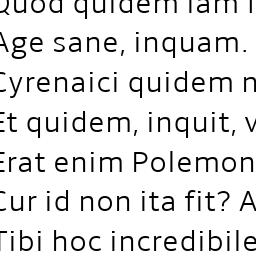 Quod quidem iam
Age sane, inquam.
Cyrenaici quidem
Et quidem, inquit,
Erat enim Polemon
Cur id non ita fit? A
Tibi hoc incredibile